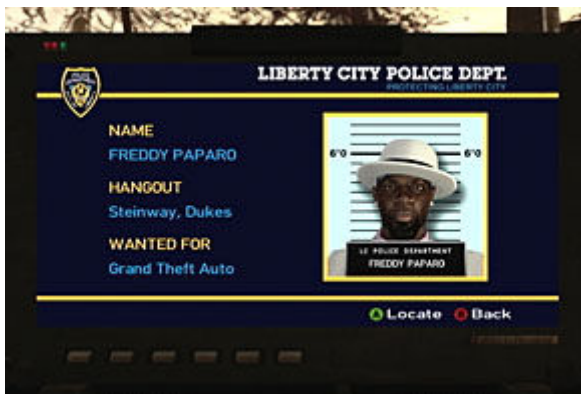 LIBERTY CITY POLICE DEPT.
PROTECTING LIBERTY CITY
NAME
FREDDY PAPARO
HANGOUT
Steinway, Dukes
WANTED FOR
Grand Theft Auto
6'0 6'0
LC POLICE DEPARTMENT
FREDDY PAPARO
A Locate B Back